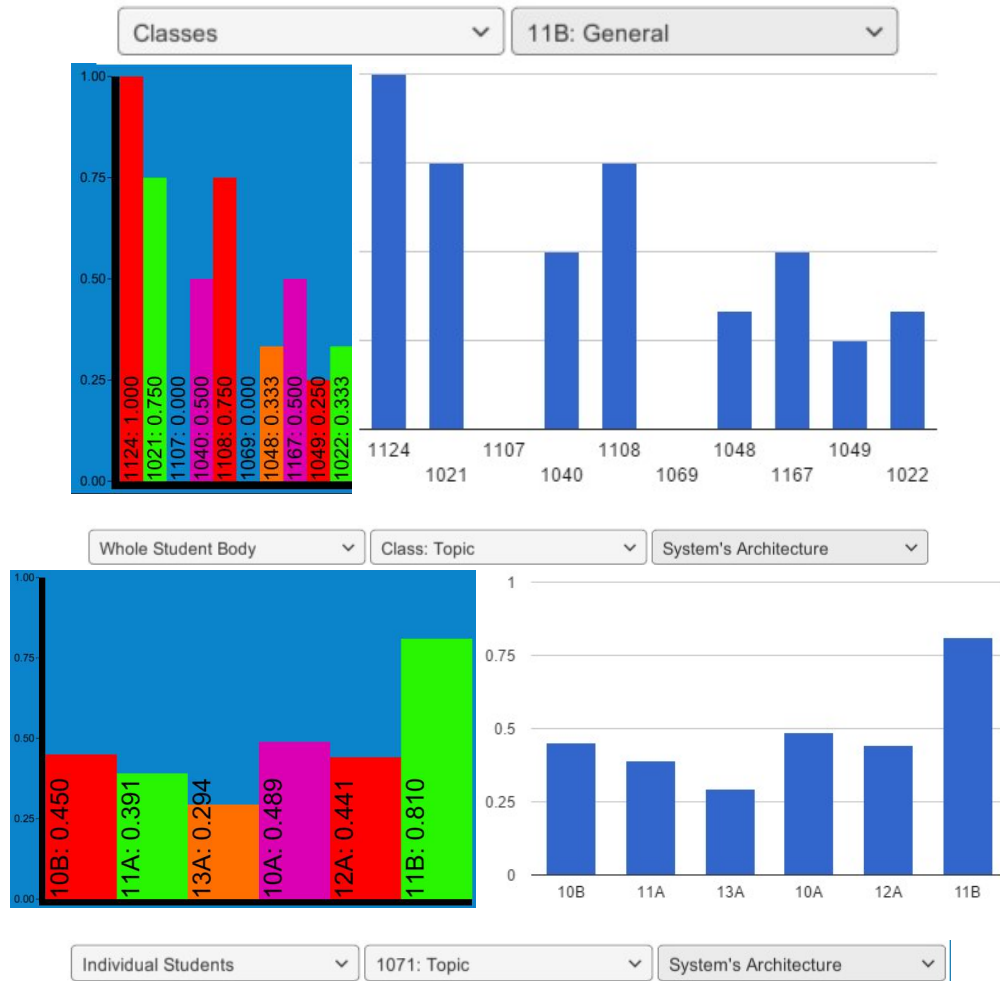 Classes 11B: General
1.00
0.75
0.50
0.25
0.00
1124: 1.000
1021: 0.750
1107: 0.000
1040: 0.500
1108: 0.750
1069: 0.000
1048: 0.333
1167: 0.500
1049: 0.250
1022: 0.333
1124 1107 1108 1048 1049
1021 1040 1069 1167 1022
Whole Student Body Class: Topic System's Architecture
1.00
0.75
0.50
0.25
0.00
10B: 0.450
11A: 0.391
13A: 0.294
10A: 0.489
12A: 0.441
11B: 0.810
1
0.75
0.5
0.25
0
10B 11A 13A 10A 12A 11B
Individual Students 1071: Topic System's Architecture